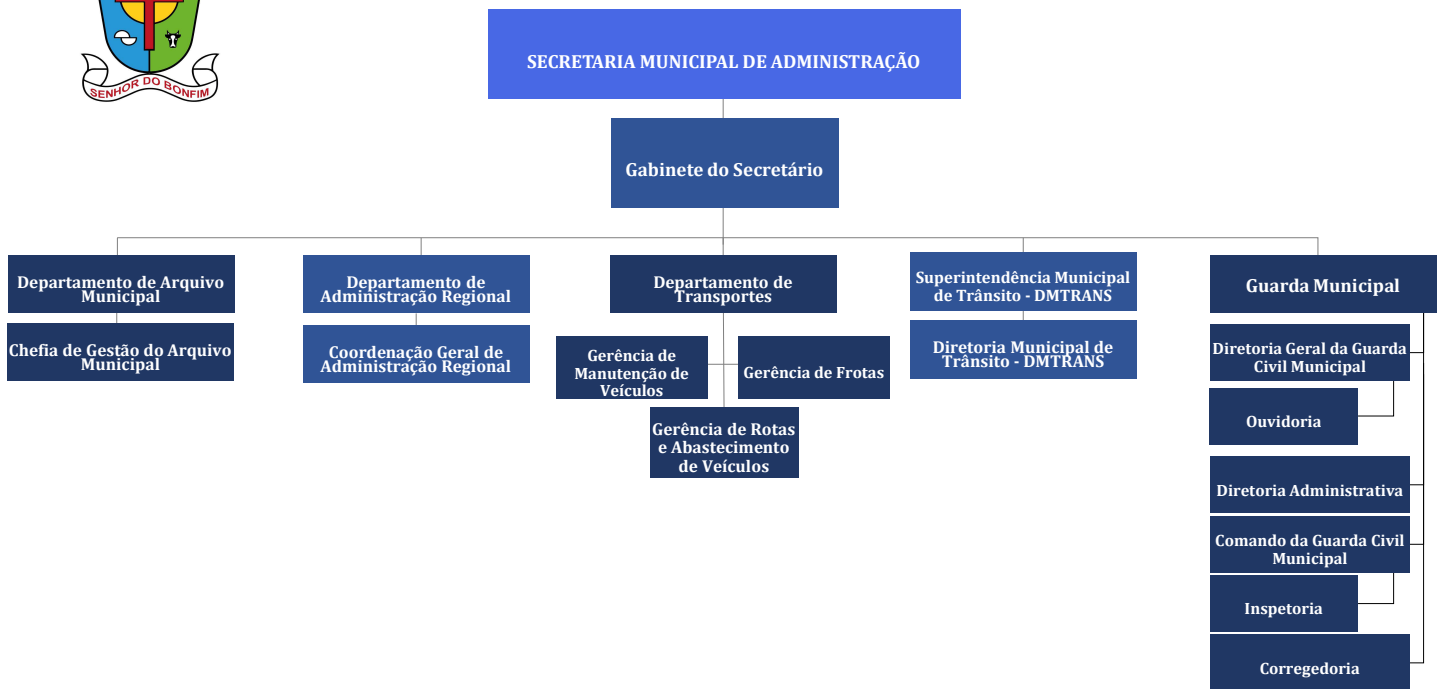 SENHOR DO BONFIM
SECRETARIA MUNICIPAL DE ADMINISTRAÇÃO
Gabinete do Secretário
Departamento de Arquivo
Municipal
Chefia de Gestão do Arquivo
Municipal
Departamento de
Administração Regional
Coordenação Geral de
Administração Regional
Departamento de
Transportes
Gerência de
Manutenção de
Veículos
Gerência de Frotas
Gerência de Rotas
e Abastecimento
de Veículos
Superintendência Municipal
de Trânsito - DMTRANS
Diretoria Municipal de
Trânsito - DMTRANS
Guarda Municipal
Diretoria Geral da Guarda
Civil Municipal
Ouvidoria
Diretoria Administrativa
Comando da Guarda Civil
Municipal
Inspetoria
Corregedoria